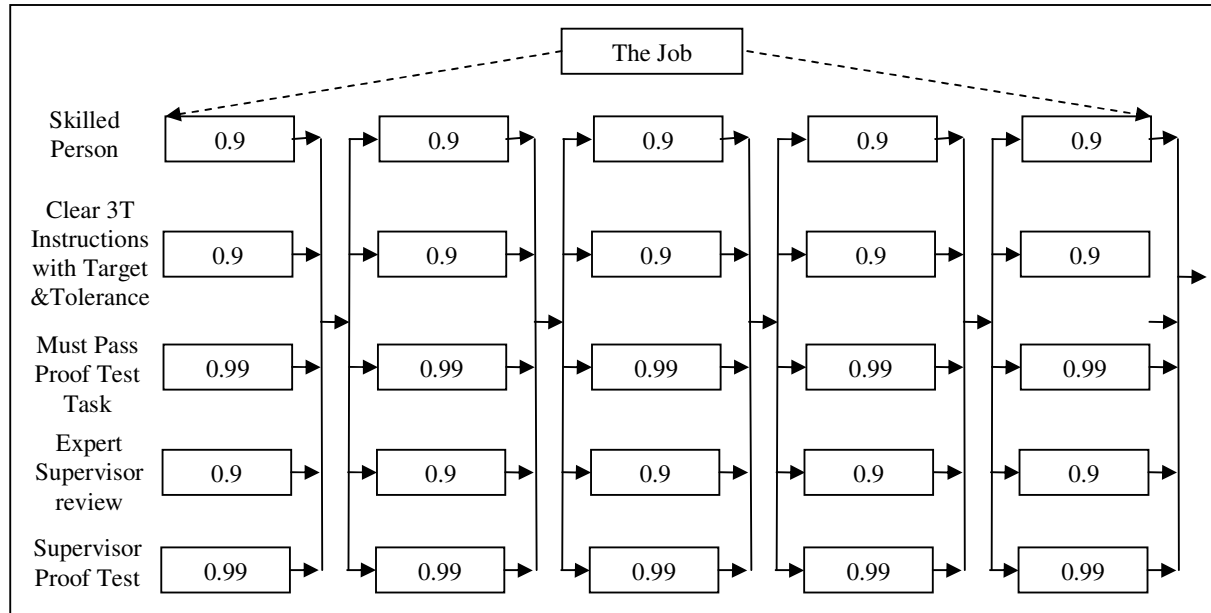 The Job
Skilled
Person
0.9 0.9 0.9 0.9 0.9
Clear 3T
Instructions
with Target
&Tolerance
0.9 0.9 0.9 0.9 0.9
Must Pass
Proof Test
Task
0.99 0.99 0.99 0.99 0.99
Expert
Supervisor
review
0.9 0.9 0.9 0.9 0.9
Supervisor
Proof Test
0.99 0.99 0.99 0.99 0.99